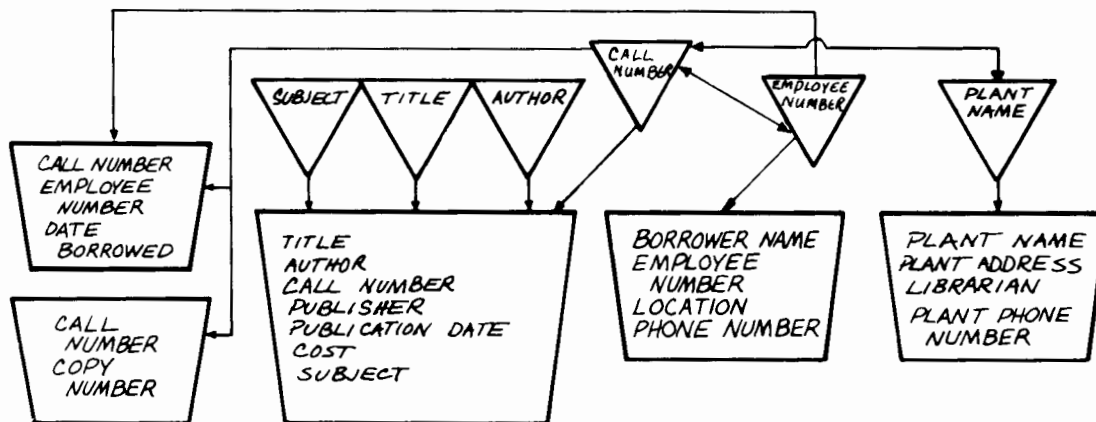 CALL
NUMBER
EMPLOYEE
NUMBER
PLANT
NAME
SUBJECT
TITLE
AUTHOR
CALL NUMBER
EMPLOYEE
NUMBER
DATE
BORROWED
CALL
NUMBER
COPY
NUMBER
TITLE
AUTHOR
CALL NUMBER
PUBLISHER
PUBLICATION DATE
COST
SUBJECT
BORROWER NAME
EMPLOYEE
NUMBER
LOCATION
PHONE NUMBER
PLANT NAME
PLANT ADDRESS
LIBRARIAN
PLANT PHONE
NUMBER